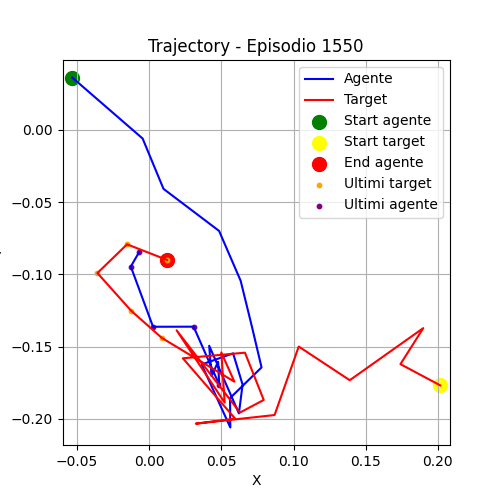 Trajectory - Episodio 1550
Agente
Target
Start agente
Start target
End agente
Ultimi target
Ultimi agente
0.00
−0.05
−0.10
−0.15
−0.20
−0.05
0.00
0.05
0.10
0.15
0.20
X